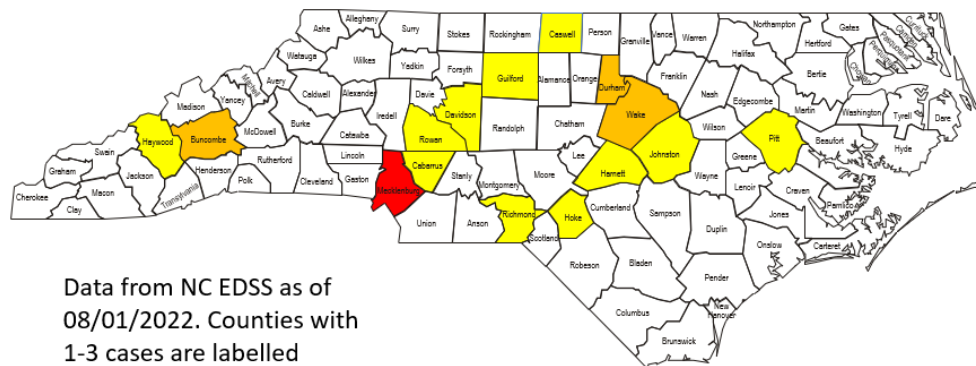 Ashe
Alleghany
Surry
Stokes
Rockingham
Caswell
Person
Granville
Vance
Warren
Northampton
Gates
Currituck
Camden
Pasquotank
Perquimans
Hertford
Halifax
Watauga
Wilkes
Yadkin
Forsyth
Guilford
Alamance
Orange
Durham
Franklin
Bertie
Mitchell
Avery
Caldwell
Alexander
Davie
Iredell
Nash
Edgecombe
Martin
Washington
Tyrrell
Dare
Madison
Yancey
Davidson
Randolph
Chatham
Wake
Wilson
Haywood
Buncombe
McDowell
Burke
Catawba
Rowan
Johnston
Pitt
Beaufort
Hyde
Swain
Graham
Jackson
Henderson
Rutherford
Lincoln
Cabarrus
Stanly
Montgomery
Moore
Lee
Harnett
Wayne
Greene
Lenoir
Craven
Pamlico
Cherokee
Macon
Clay
Transylvania
Polk
Cleveland
Gaston
Mecklenburg
Union
Anson
Richmond
Scotland
Hoke
Cumberland
Sampson
Duplin
Jones
Onslow
Carteret
Robeson
Bladen
Pender
Columbus
New
Hanover
Brunswick
Data from NC EDSS as of
08/01/2022. Counties with
1-3 cases are labelled